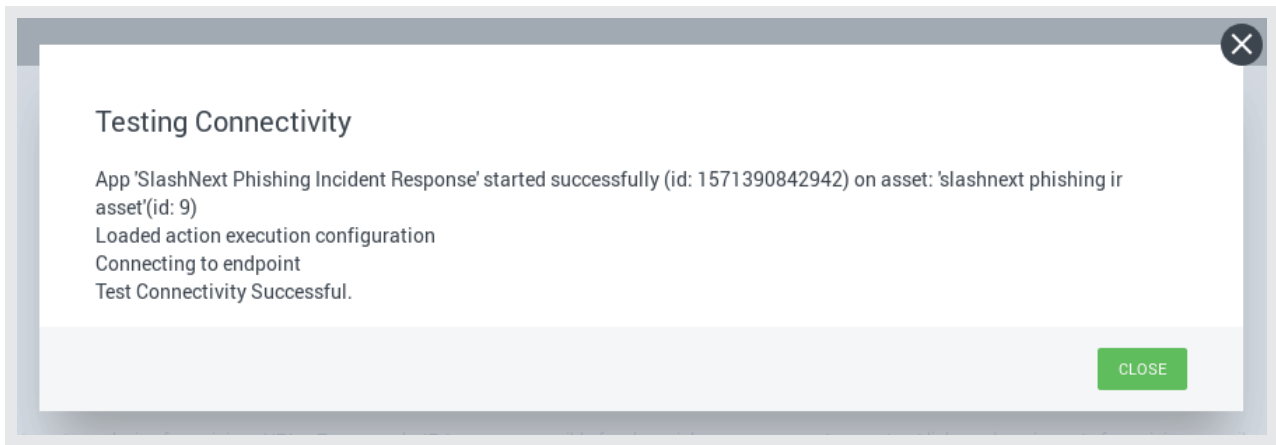 Testing Connectivity
App 'SlashNext Phishing Incident Response' started successfully (id: 1571390842942) on asset: 'slashnext phishing ir
asset'(id: 9)
Loaded action execution configuration
Connecting to endpoint
Test Connectivity Successful.
CLOSE